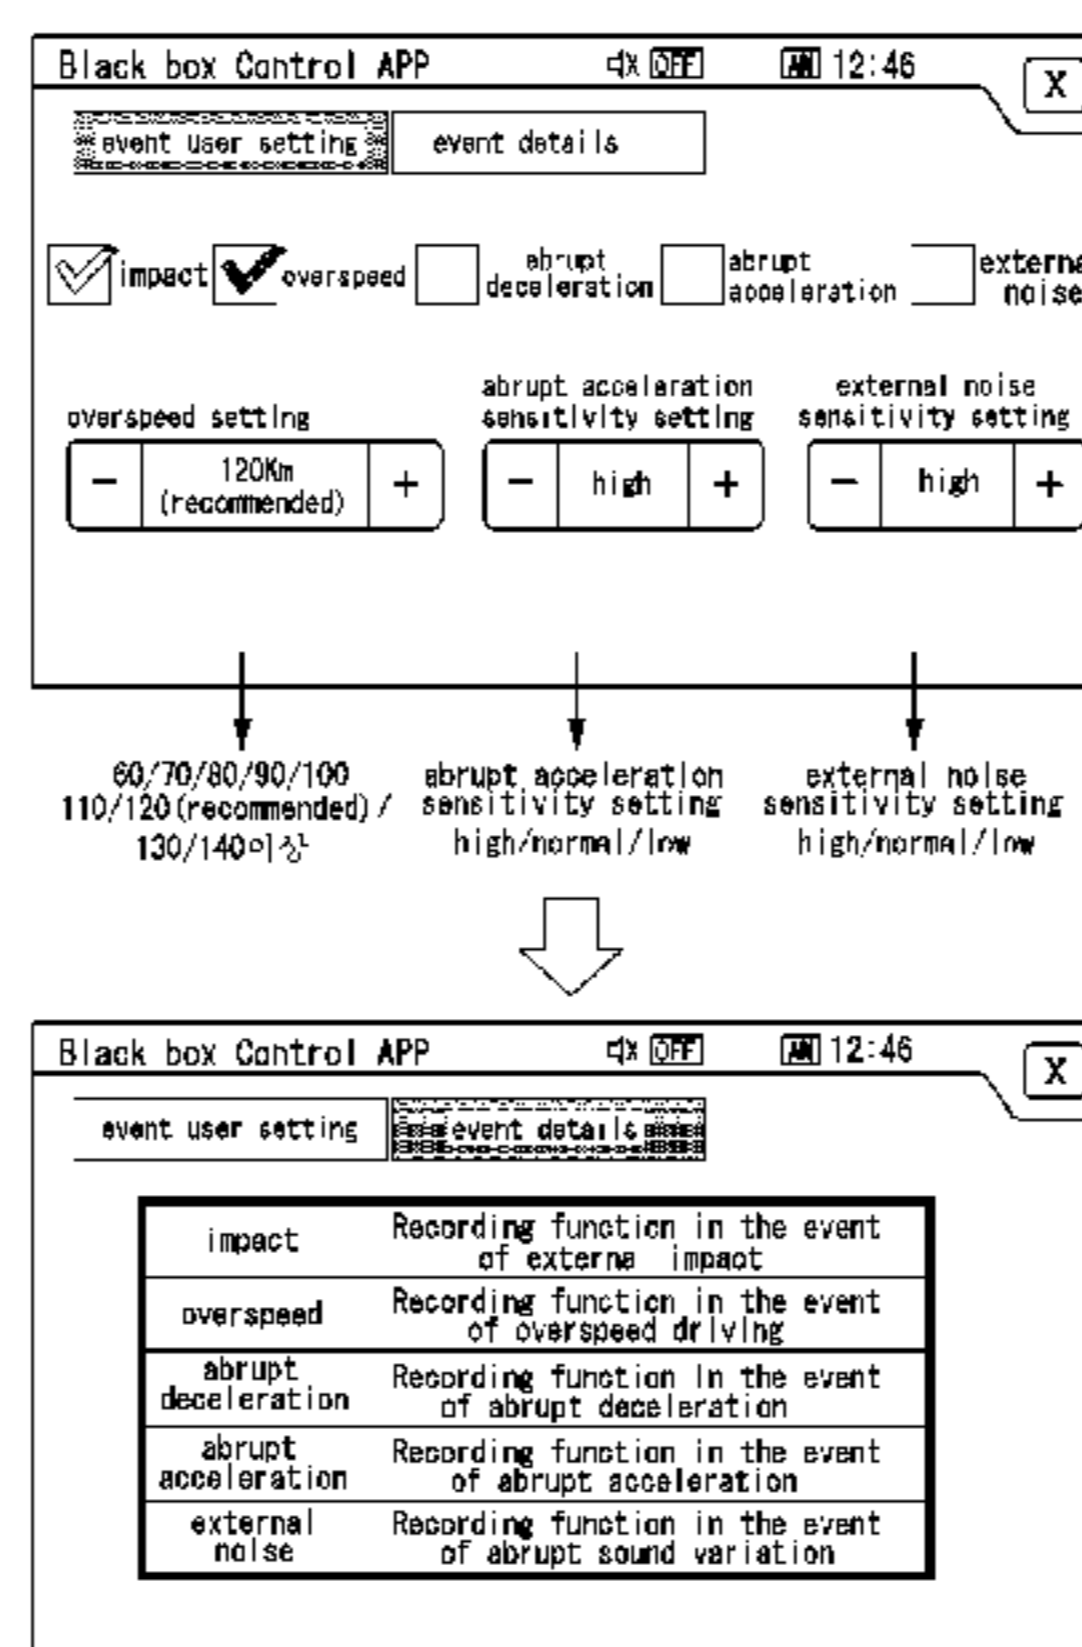 Black box Control APP OFF AM 12:46 X
event user setting event details
impact overspeed abrupt deceleration abrupt acceleration externa noise
overspeed setting
abrupt acceleration
sensitivity setting
external noise
sensitivity setting
− 120Km (recommended) +
− high +
− high +
60/70/80/90/100
110/120(recommended)/
130/140이상
abrupt acceleration
sensitivity setting
high/normal/low
external noise
sensitivity setting
high/normal/low
Black box Control APP OFF AM 12:46 X
event user setting event details
impact
Recording function in the event
of externa impact
overspeed
Recording function in the event
of overspeed driving
abrupt
deceleration
Recording function in the event
of abrupt deceleration
abrupt
acceleration
Recording function in the event
of abrupt acceleration
external
noise
Recording function in the event
of abrupt sound variation